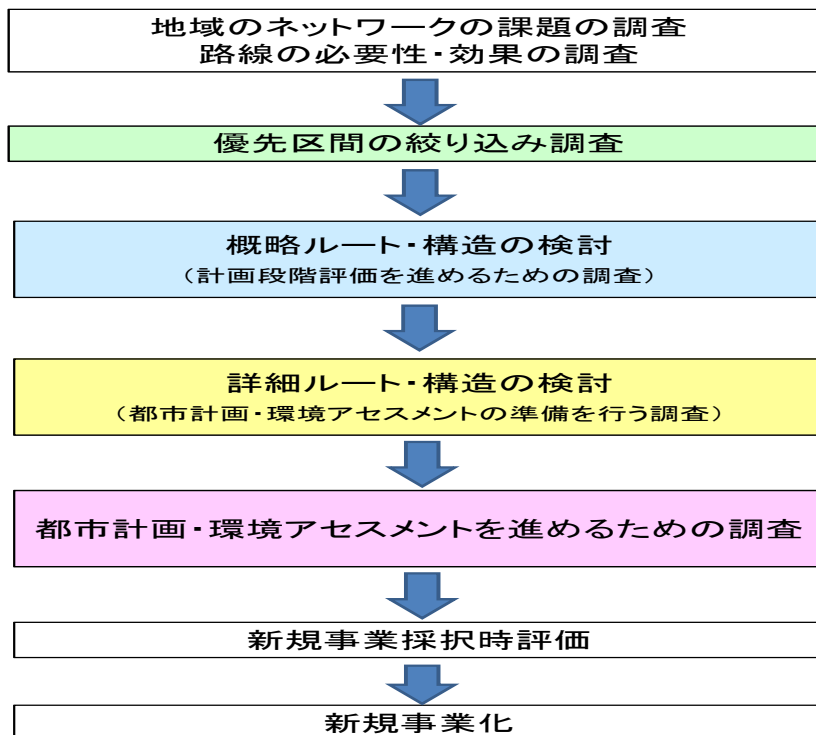 地域のネットワークの課題の調査
路線の必要性・効果の調査
優先区間の絞り込み調査
概略ルート・構造の検討
（計画段階評価を進めるための調査）
詳細ルート・構造の検討
（都市計画・環境アセスメントの準備を行う調査）
都市計画・環境アセスメントを進めるための調査
新規事業採択時評価
新規事業化